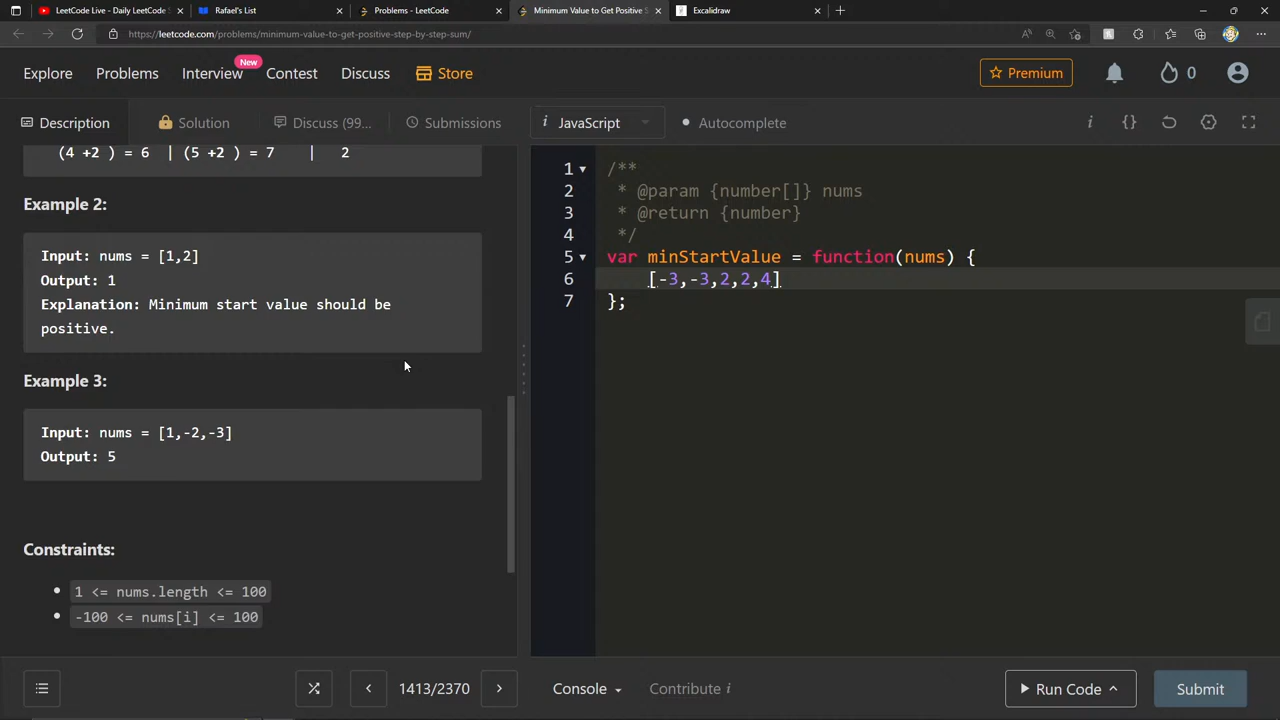 LeetCode Live - Daily LeetCode S
Rafael's List
Problems - LeetCode
Minimum Value to Get Positive S
Excalidraw
https://leetcode.com/problems/minimum-value-to-get-positive-step-by-step-sum/
Explore
Problems
Interview
New
Contest
Discuss
Store
Premium
0
Description
Solution
Discuss (99...
Submissions
i JavaScript
Autocomplete
i {}
(4 +2 ) = 6 | (5 +2 ) = 7 | 2
Example 2:
Input: nums = [1,2]
Output: 1
Explanation: Minimum start value should be
positive.
Example 3:
Input: nums = [1,-2,-3]
Output: 5
Constraints:
1 <= nums.length <= 100
-100 <= nums[i] <= 100
1 /**
2 * @param {number[]} nums
3 * @return {number}
4 */
5 var minStartValue = function(nums) {
6 [-3,-3,2,2,4]
7 };
1413/2370
Console
Contribute i
Run Code
Submit